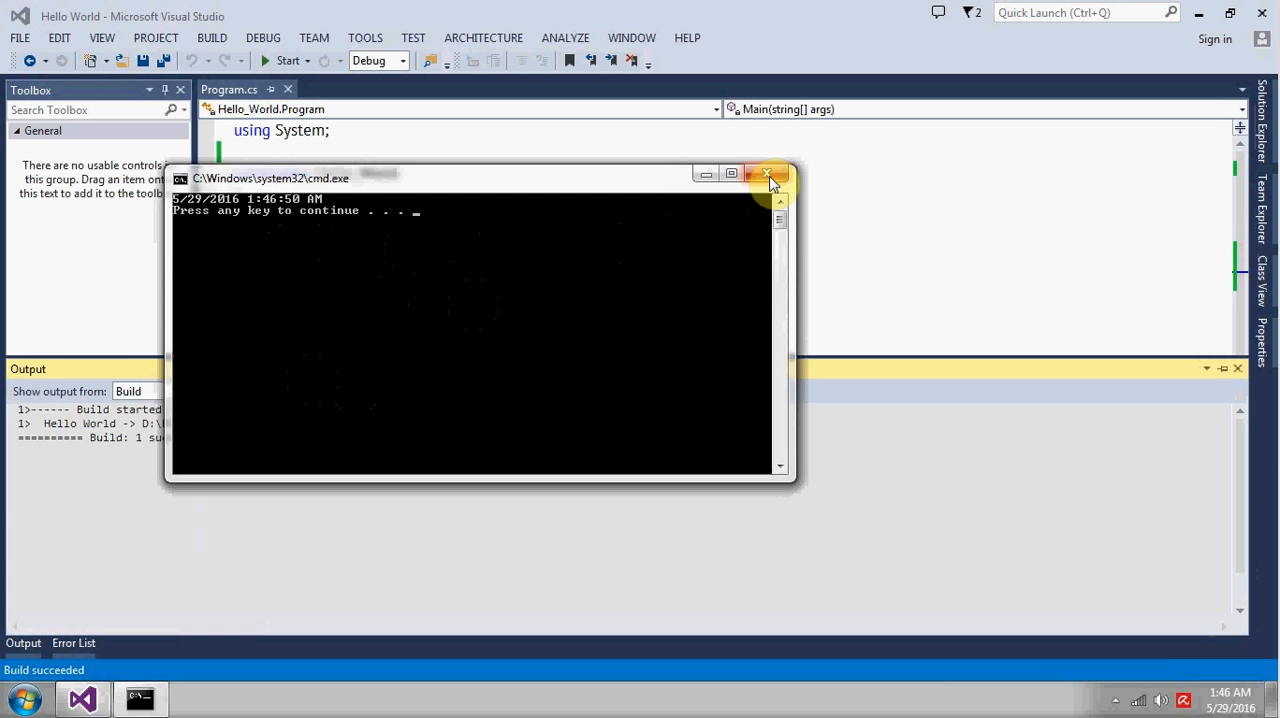 Hello World - Microsoft Visual Studio
2
Quick Launch (Ctrl+Q)
FILE EDIT VIEW PROJECT BUILD DEBUG TEAM TOOLS TEST ARCHITECTURE ANALYZE WINDOW HELP
Sign in
Start
Debug
Toolbox
Search Toolbox
General
There are no usable controls i
this group. Drag an item ont
this text to add it to the toolb
Program.cs
Hello_World.Program
Main(string[] args)
using System;
C:\Windows\system32\cmd.exe
5/29/2016 1:46:50 AM
Press any key to continue . . . _
Output
Show output from: Build
1>------ Build started
1> Hello World -> D:\
========== Build: 1 su
Solution Explorer
Team Explorer
Class View
Properties
Output
Error List
Build succeeded
C:\
1:46 AM
5/29/2016